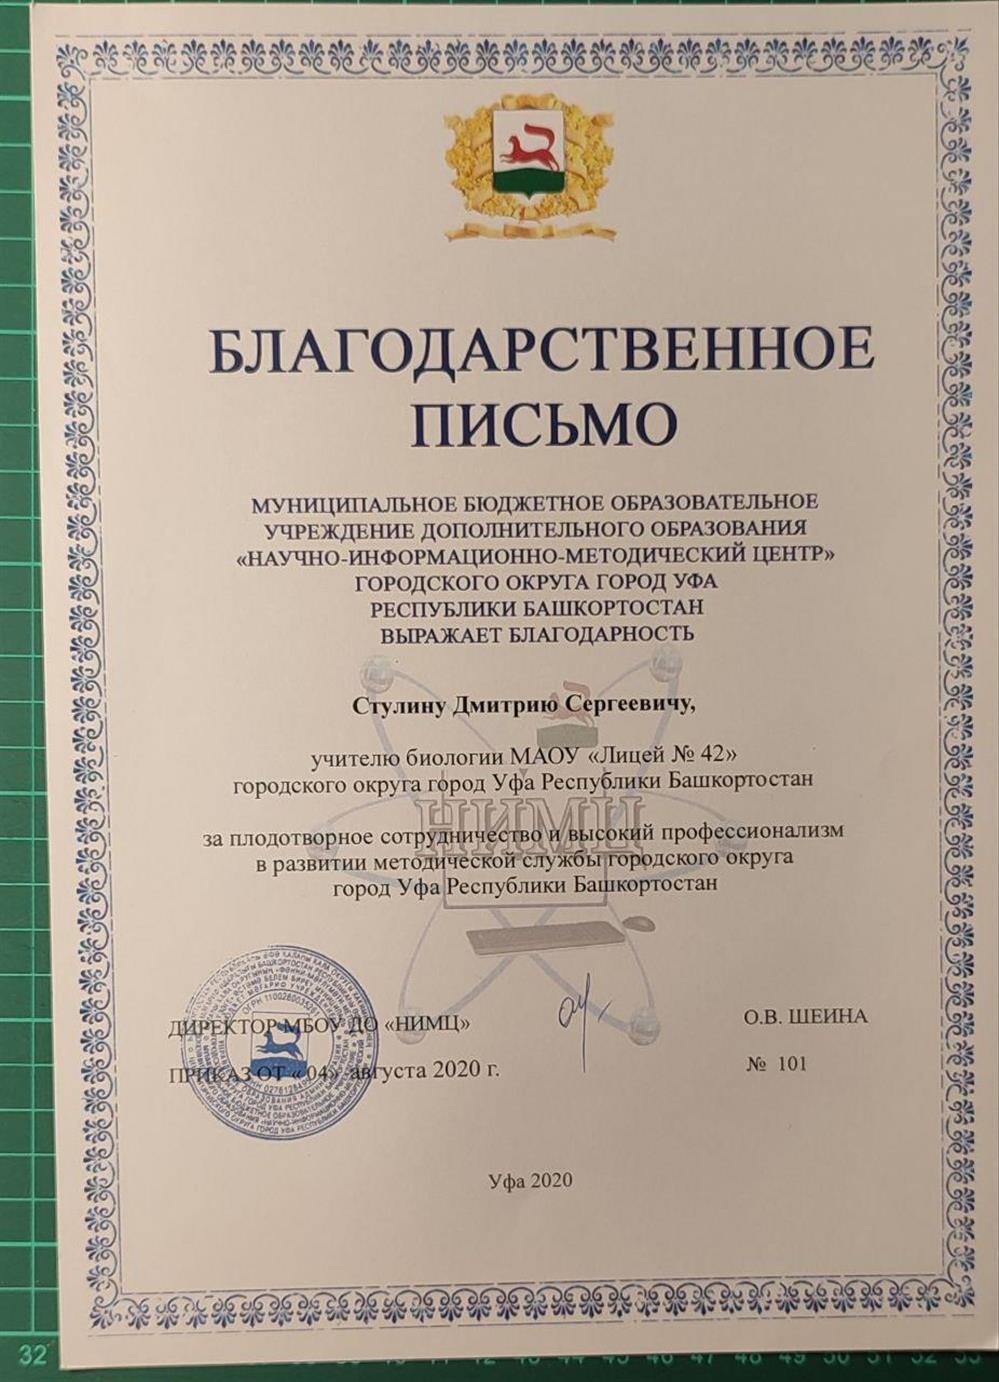 БЛАГОДАРСТВЕННОЕ
ПИСЬМО
МУНИЦИПАЛЬНОЕ БЮДЖЕТНОЕ ОБРАЗОВАТЕЛЬНОЕ
УЧРЕЖДЕНИЕ ДОПОЛНИТЕЛЬНОГО ОБРАЗОВАНИЯ
«НАУЧНО-ИНФОРМАЦИОННО-МЕТОДИЧЕСКИЙ ЦЕНТР»
ГОРОДСКОГО ОКРУГА ГОРОД УФА
РЕСПУБЛИКИ БАШКОРТОСТАН
ВЫРАЖАЕТ БЛАГОДАРНОСТЬ
Стулину Дмитрию Сергеевичу,
учителю биологии МАОУ «Лицей № 42»
городского округа город Уфа Республики Башкортостан
НИМЦ
за плодотворное сотрудничество и высокий профессионализм
в развитии методической службы городского округа
город Уфа Республики Башкортостан
ДИРЕКТОР МБОУ ДО «НИМЦ»
О.В. ШЕИНА
ПРИКАЗ ОТ « 04» августа 2020 г.
№ 101
Уфа 2020
32